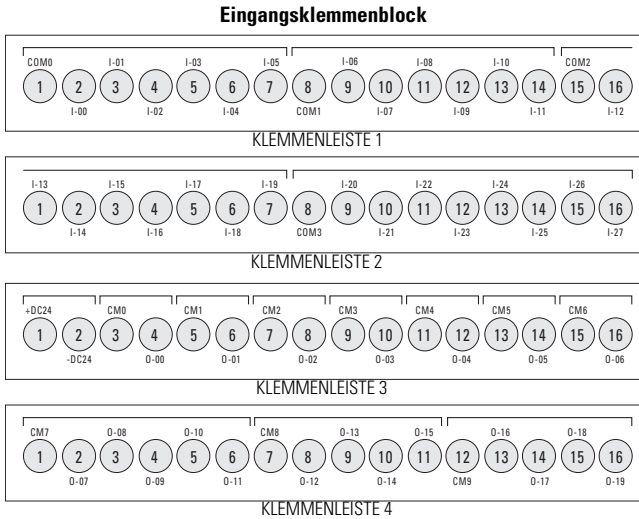 Eingangsklemmenblock
COM0 I-01 I-03 I-05 I-06 I-08 I-10 COM2
1 2 3 4 5 6 7 8 9 10 11 12 13 14 15 16
I-00 I-02 I-04 COM1 I-07 I-09 I-11 I-12
KLEMMENLEISTE 1
I-13 I-15 I-17 I-19 I-20 I-22 I-24 I-26
1 2 3 4 5 6 7 8 9 10 11 12 13 14 15 16
I-14 I-16 I-18 COM3 I-21 I-23 I-25 I-27
KLEMMENLEISTE 2
+DC24 CM0 CM1 CM2 CM3 CM4 CM5 CM6
1 2 3 4 5 6 7 8 9 10 11 12 13 14 15 16
-DC24 O-00 O-01 O-02 O-03 O-04 O-05 O-06
KLEMMENLEISTE 3
CM7 O-08 O-10 CM8 O-13 O-15 O-16 O-18
1 2 3 4 5 6 7 8 9 10 11 12 13 14 15 16
O-07 O-09 O-11 O-12 O-14 CM9 O-17 O-19
KLEMMENLEISTE 4